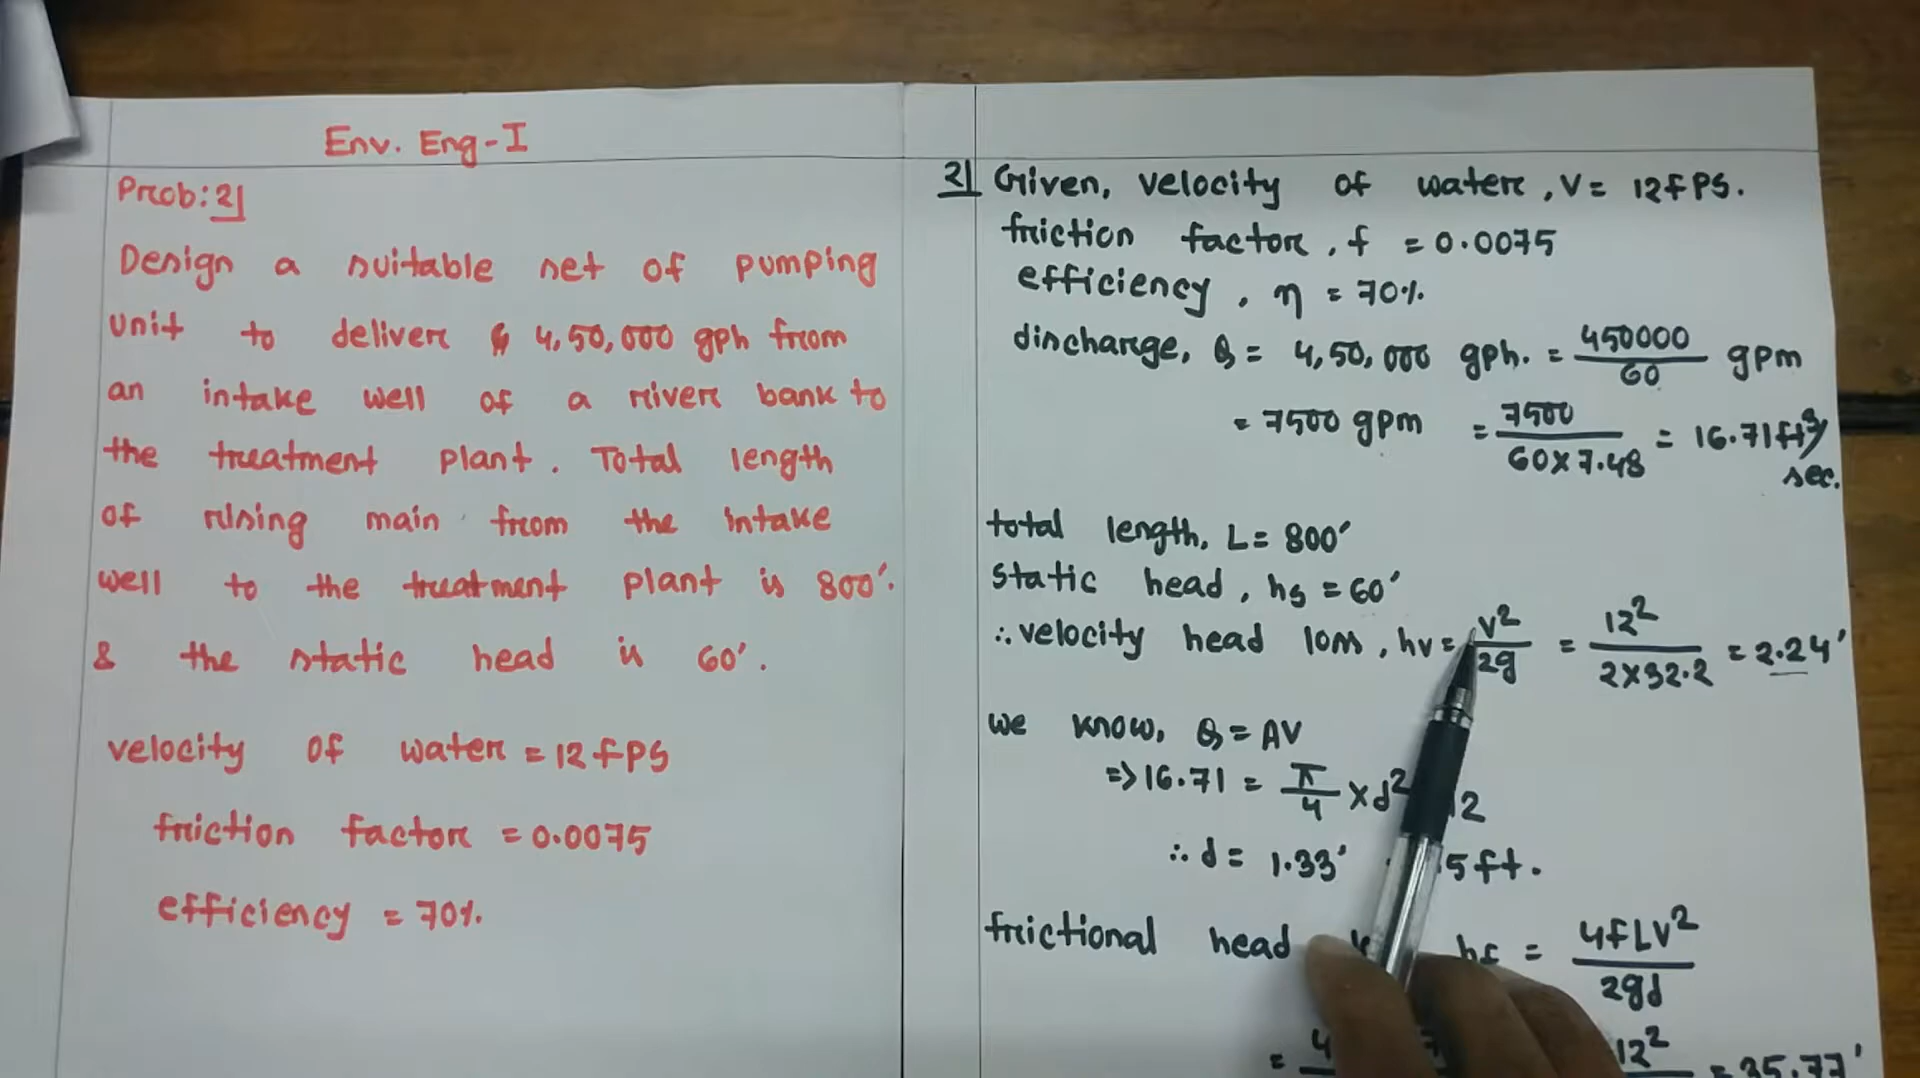 Env. Eng-I
Prob: 2|
Design a suitable set of pumping
unit to deliver 4,50,000 gph from
an intake well of a river bank to
the treatment plant. Total length
of rising main from the intake
well to the treatment plant is 800'.
& the static head is 60'.
velocity of water = 12 fPS
friction factor = 0.0075
efficiency = 70%.
2| Given, velocity of water, V = 12 fPS.
friction factor, f = 0.0075
efficiency, η = 70%.
discharge, Q = 4,50,000 gph. = 450000/60 gpm
= 7500 gpm = 7500/60×7.48 = 16.71 ft³/sec.
total length, L = 800'
static head, hs = 60'
∴ velocity head loss, hv = v²/2g = 12²/2×32.2 = 2.24'
we know, Q = AV
=> 16.71 = π/4 × d² 12
∴ d = 1.33' 5 ft.
frictional head hf = 4fLv²/2gd
= 4 12² = 35.77'